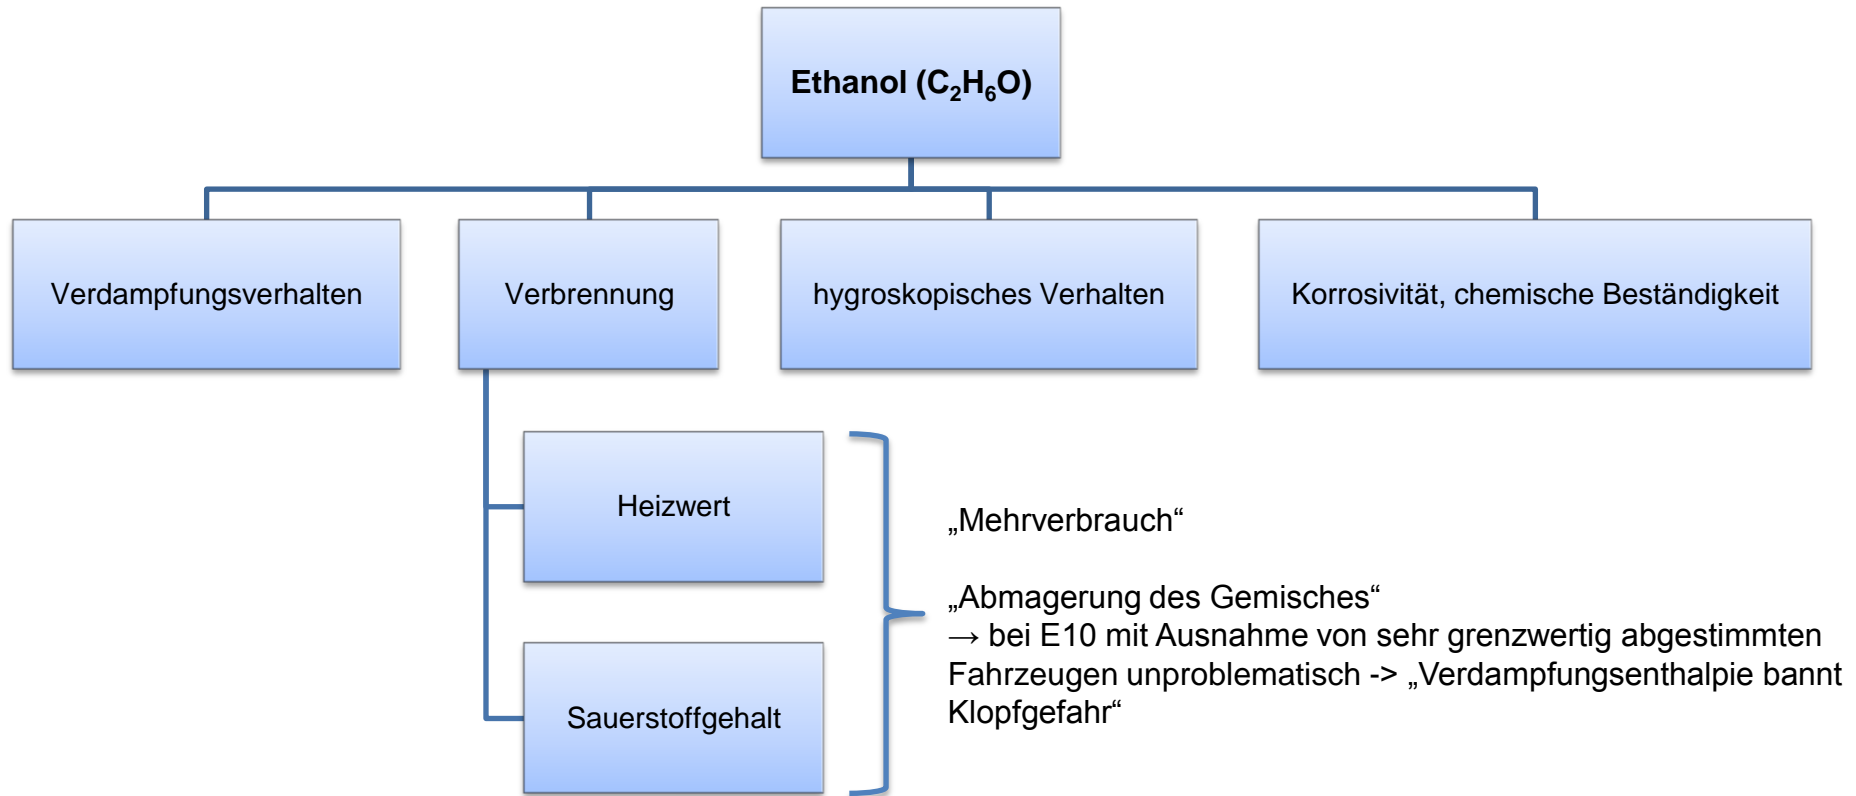 Ethanol (C₂H₆O)
Verdampfungsverhalten
Verbrennung
hygroskopisches Verhalten
Korrosivität, chemische Beständigkeit
Heizwert
Sauerstoffgehalt
„Mehrverbrauch“
„Abmagerung des Gemisches“
→ bei E10 mit Ausnahme von sehr grenzwertig abgestimmten
Fahrzeugen unproblematisch -> „Verdampfungsenthalpie bannt
Klopfgefahr“